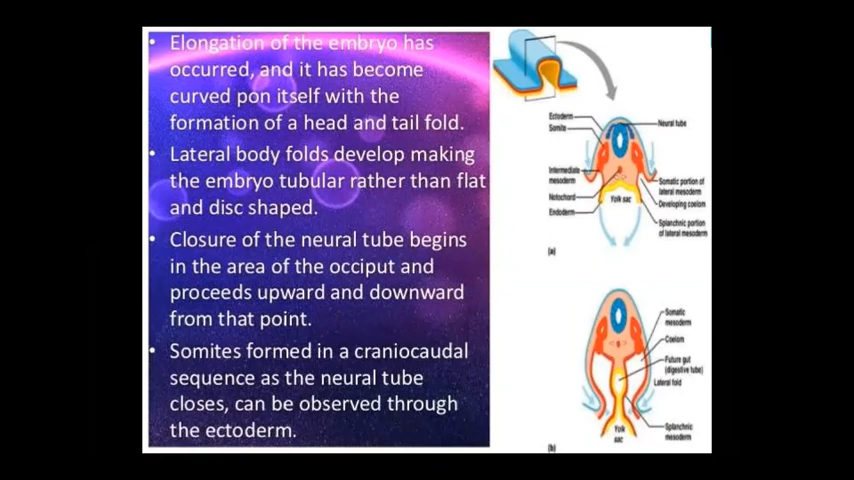 • Elongation of the embryo has
occurred, and it has become
curved pon itself with the
formation of a head and tail fold.
• Lateral body folds develop making
the embryo tubular rather than flat
and disc shaped.
• Closure of the neural tube begins
in the area of the occiput and
proceeds upward and downward
from that point.
• Somites formed in a craniocaudal
sequence as the neural tube
closes, can be observed through
the ectoderm.
Ectoderm
Somite
Neural tube
Intermediate
mesoderm
Notochord
Endoderm
Yolk sac
Somatic portion of
lateral mesoderm
Developing coelom
Splanchnic portion
of lateral mesoderm
(a)
Somatic
mesoderm
Coelom
Future gut
(digestive tube)
Lateral fold
Splanchnic
mesoderm
Yolk
sac
(b)